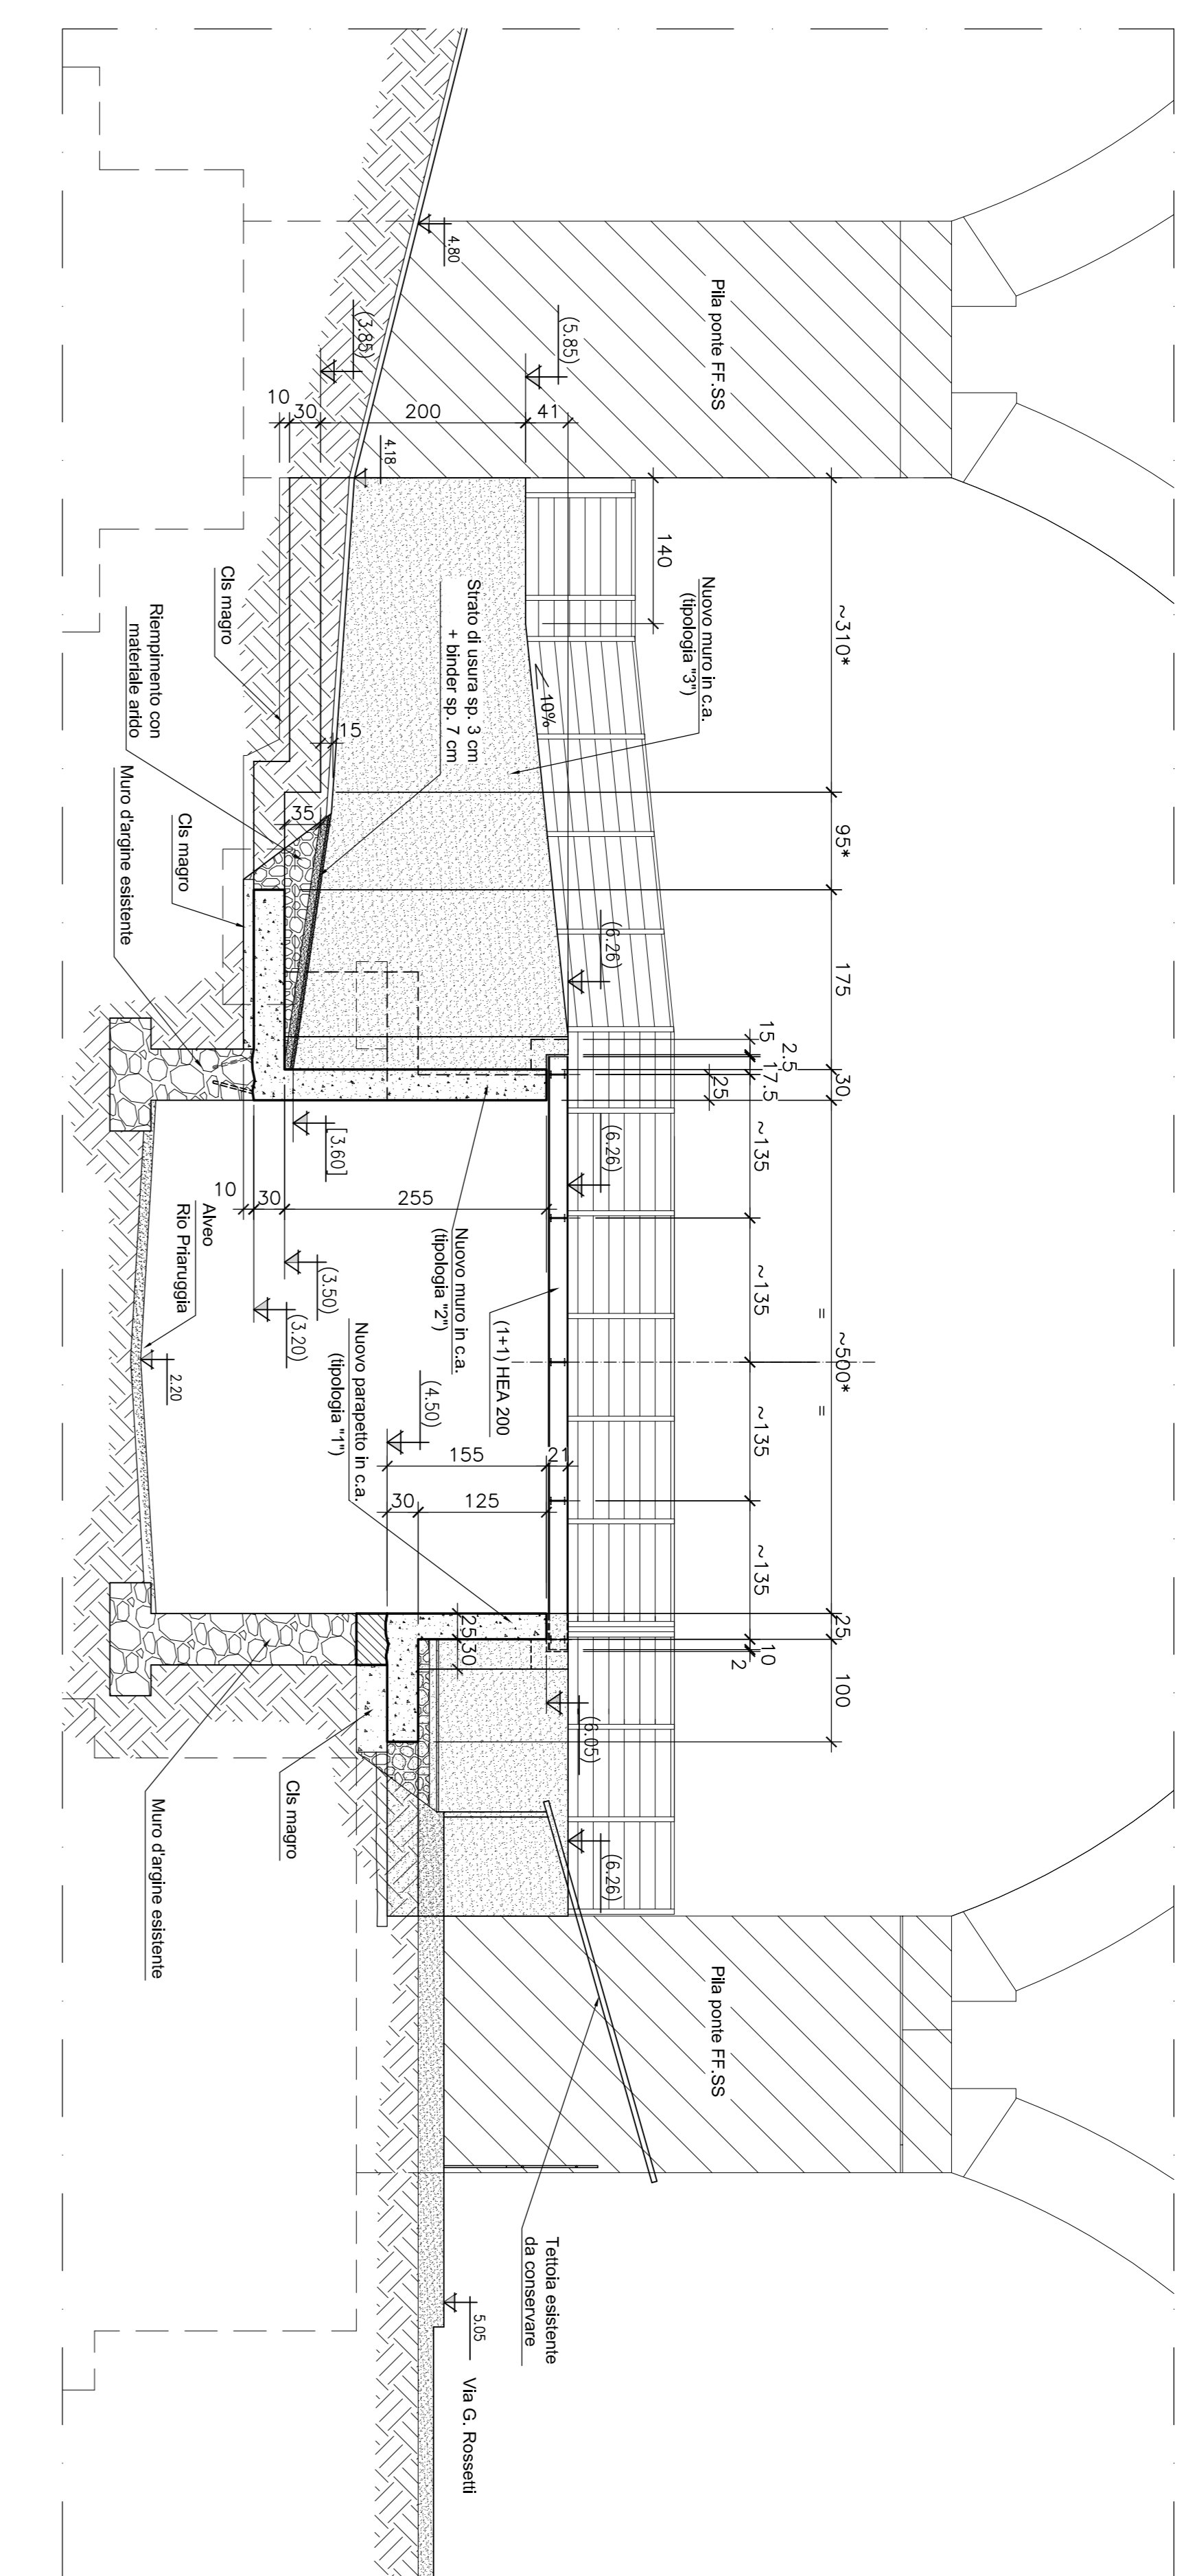 Pila ponte FF.SS
4.80
(3.85)
(5.85)
10
30
200
41
4.18
140
~310*
Nuovo muro in c.a.
(tipologia "3")
10%
Strato di usura sp. 3 cm
+ binder sp. 7 cm
Cls magro
Riempimento con
materiale arido
Muro d'argine esistente
Cls magro
15
35
95*
175
(6.26)
15
2.5
17.5
25
30
~135
~135
~135
~135
(6.26)
[3.60]
10
30
255
(3.50)
(3.20)
Nuovo muro in c.a.
(tipologia "2")
Alveo
Rio Priaruggia
2.20
(1+1) HEA 200
= ~500* =
Nuovo parapetto in c.a.
(tipologia "1")
(4.50)
155
21
30
125
25
30
25
10
2
100
(6.05)
(6.26)
Cls magro
Muro d'argine esistente
Pila ponte FF.SS
Tettoia esistente
da conservare
5.05
Via G. Rossetti